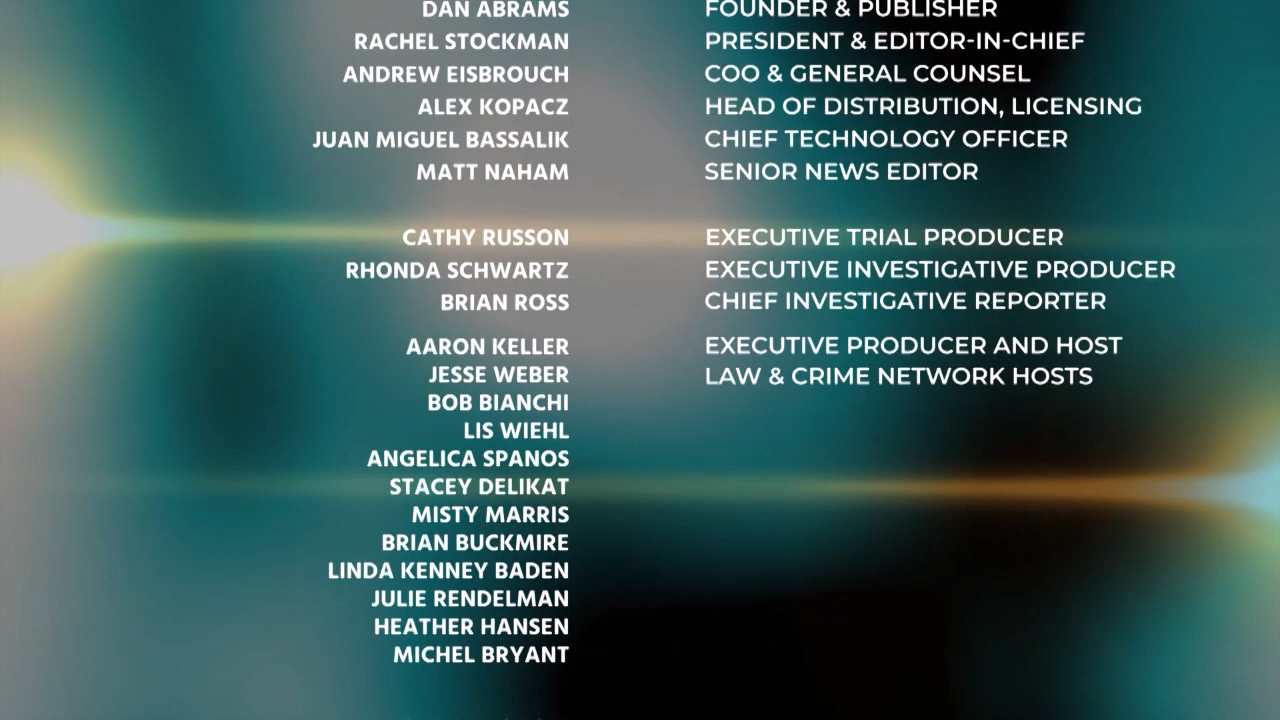 DAN ABRAMS FOUNDER & PUBLISHER
RACHEL STOCKMAN PRESIDENT & EDITOR-IN-CHIEF
ANDREW EISBROUCH COO & GENERAL COUNSEL
ALEX KOPACZ HEAD OF DISTRIBUTION, LICENSING
JUAN MIGUEL BASSALIK CHIEF TECHNOLOGY OFFICER
MATT NAHAM SENIOR NEWS EDITOR
CATHY RUSSON EXECUTIVE TRIAL PRODUCER
RHONDA SCHWARTZ EXECUTIVE INVESTIGATIVE PRODUCER
BRIAN ROSS CHIEF INVESTIGATIVE REPORTER
AARON KELLER EXECUTIVE PRODUCER AND HOST
JESSE WEBER LAW & CRIME NETWORK HOSTS
BOB BIANCHI
LIS WIEHL
ANGELICA SPANOS
STACEY DELIKAT
MISTY MARRIS
BRIAN BUCKMIRE
LINDA KENNEY BADEN
JULIE RENDELMAN
HEATHER HANSEN
MICHEL BRYANT